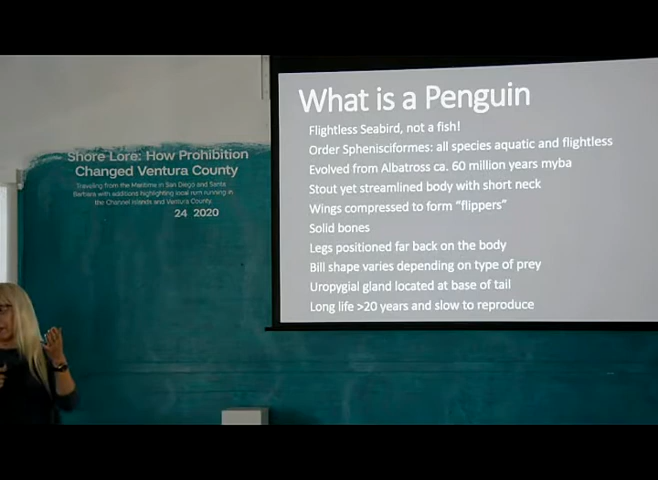 Shore Lore: How Prohibition
Changed Ventura County
Traveling from the Maritime in San Diego and Santa
Barbara with additions highlighting local rum running in
the Channel Islands and Ventura County.
24 2020
What is a Penguin
Flightless Seabird, not a fish!
Order Sphenisciformes: all species aquatic and flightless
Evolved from Albatross ca. 60 million years myba
Stout yet streamlined body with short neck
Wings compressed to form “flippers”
Solid bones
Legs positioned far back on the body
Bill shape varies depending on type of prey
Uropygial gland located at base of tail
Long life >20 years and slow to reproduce